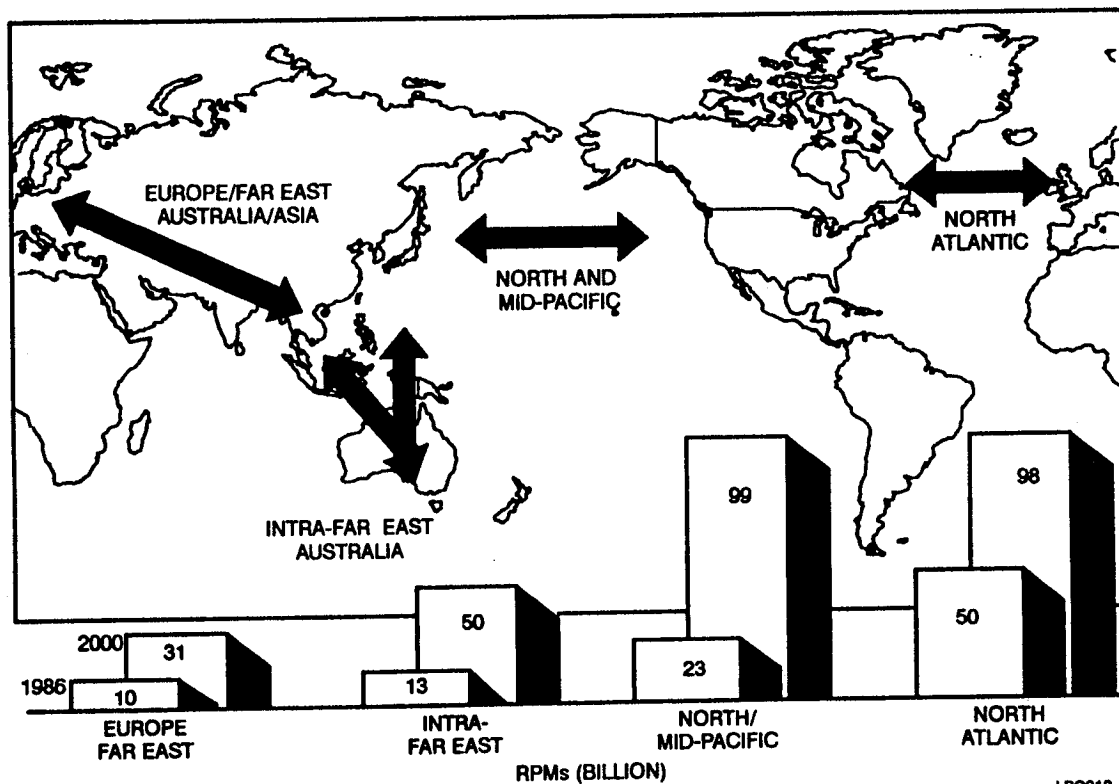 EUROPE/FAR EAST
AUSTRALIA/ASIA
NORTH AND
MID-PACIFIC
NORTH
ATLANTIC
INTRA-FAR EAST
AUSTRALIA
99
98
2000
31
50
50
1986
10
13
23
EUROPE
FAR EAST
INTRA-
FAR EAST
NORTH/
MID-PACIFIC
NORTH
ATLANTIC
RPMs (BILLION)